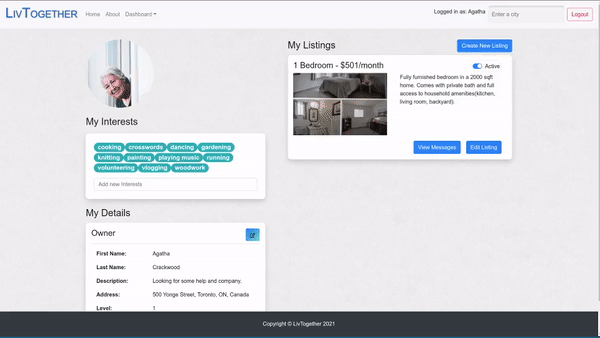 LivTogether
Home About Dashboard
Logged in as: Agatha
Enter a city
Logout
My Interests
cooking crosswords dancing gardening
knitting painting playing music running
volunteering vlogging woodwork
Add new Interests
My Details
Owner
First Name: Agatha
Last Name: Crackwood
Description: Looking for some help and company.
Address: 500 Yonge Street, Toronto, ON, Canada
Level: 1
My Listings
Create New Listing
1 Bedroom - $501/month
Active
Fully furnished bedroom in a 2000 sqft
home. Comes with private bath and full
access to household amenities(kitchen,
living room, backyard).
View Messages
Edit Listing
Copyright © LivTogether 2021